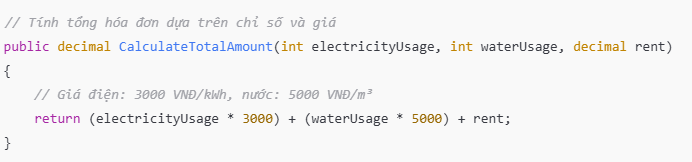 // Tính tổng hóa đơn dựa trên chỉ số và giá
public decimal CalculateTotalAmount(int electricityUsage, int waterUsage, decimal rent)
{
    // Giá điện: 3000 VNĐ/kWh, nước: 5000 VNĐ/m³
    return (electricityUsage * 3000) + (waterUsage * 5000) + rent;
}